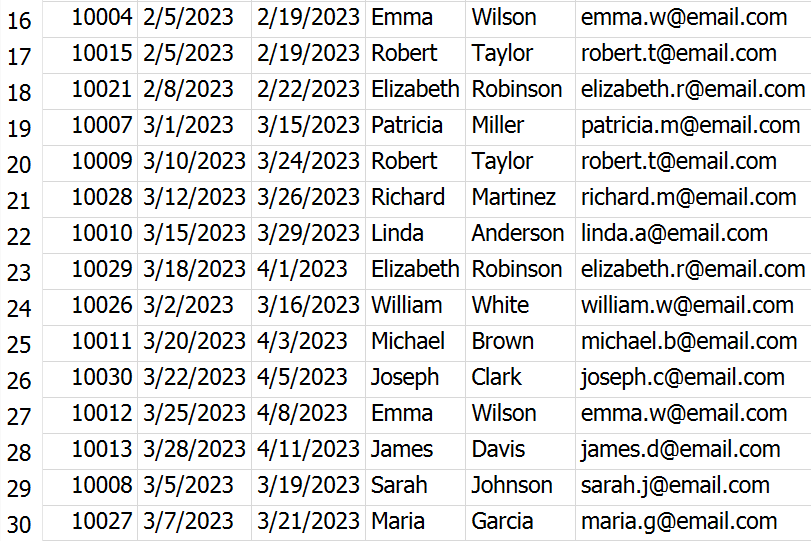 16 10004 2/5/2023 2/19/2023 Emma Wilson emma.w@email.com
17 10015 2/5/2023 2/19/2023 Robert Taylor robert.t@email.com
18 10021 2/8/2023 2/22/2023 Elizabeth Robinson elizabeth.r@email.com
19 10007 3/1/2023 3/15/2023 Patricia Miller patricia.m@email.com
20 10009 3/10/2023 3/24/2023 Robert Taylor robert.t@email.com
21 10028 3/12/2023 3/26/2023 Richard Martinez richard.m@email.com
22 10010 3/15/2023 3/29/2023 Linda Anderson linda.a@email.com
23 10029 3/18/2023 4/1/2023 Elizabeth Robinson elizabeth.r@email.com
24 10026 3/2/2023 3/16/2023 William White william.w@email.com
25 10011 3/20/2023 4/3/2023 Michael Brown michael.b@email.com
26 10030 3/22/2023 4/5/2023 Joseph Clark joseph.c@email.com
27 10012 3/25/2023 4/8/2023 Emma Wilson emma.w@email.com
28 10013 3/28/2023 4/11/2023 James Davis james.d@email.com
29 10008 3/5/2023 3/19/2023 Sarah Johnson sarah.j@email.com
30 10027 3/7/2023 3/21/2023 Maria Garcia maria.g@email.com